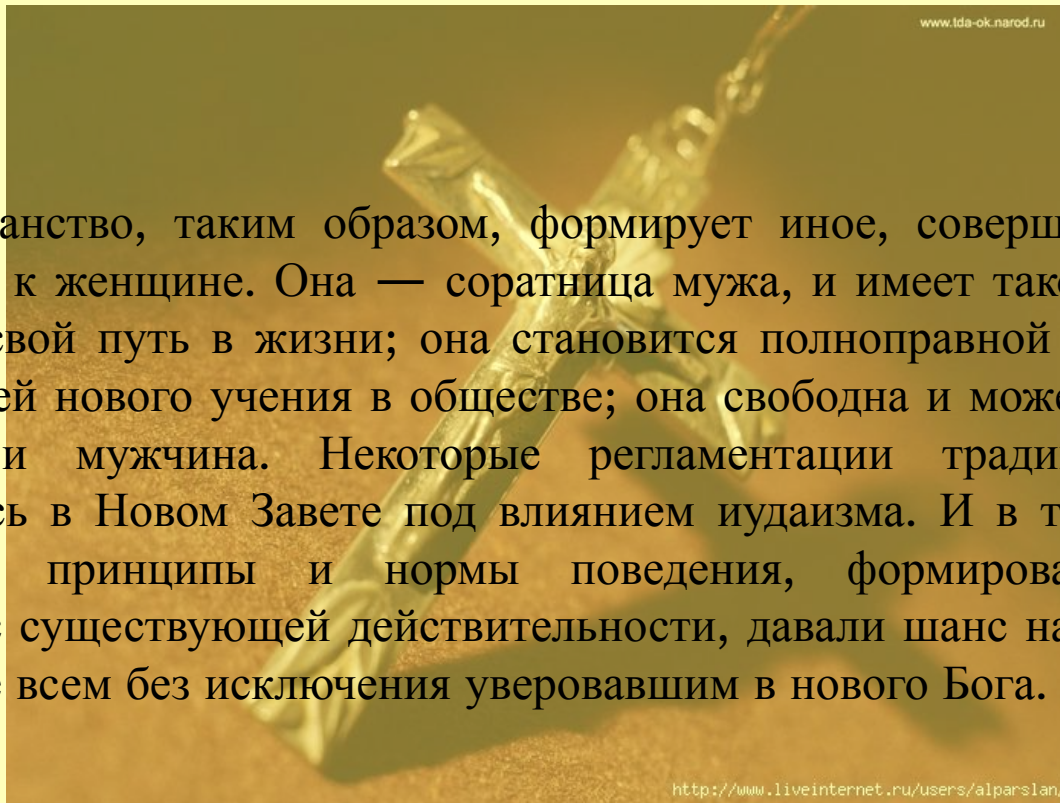 www.tda-ok.narod.ru
анство, таким образом, формирует иное, соверш
к женщине. Она — соратница мужа, и имеет так
свой путь в жизни; она становится полноправной
ей нового учения в обществе; она свободна и може
и мужчина. Некоторые регламентации тради
сь в Новом Завете под влиянием иудаизма. И в т
принципы и нормы поведения, формирова
существующей действительности, давали шанс на
всем без исключения уверовавшим в нового Бога.
http://www.liveinternet.ru/users/alparslan